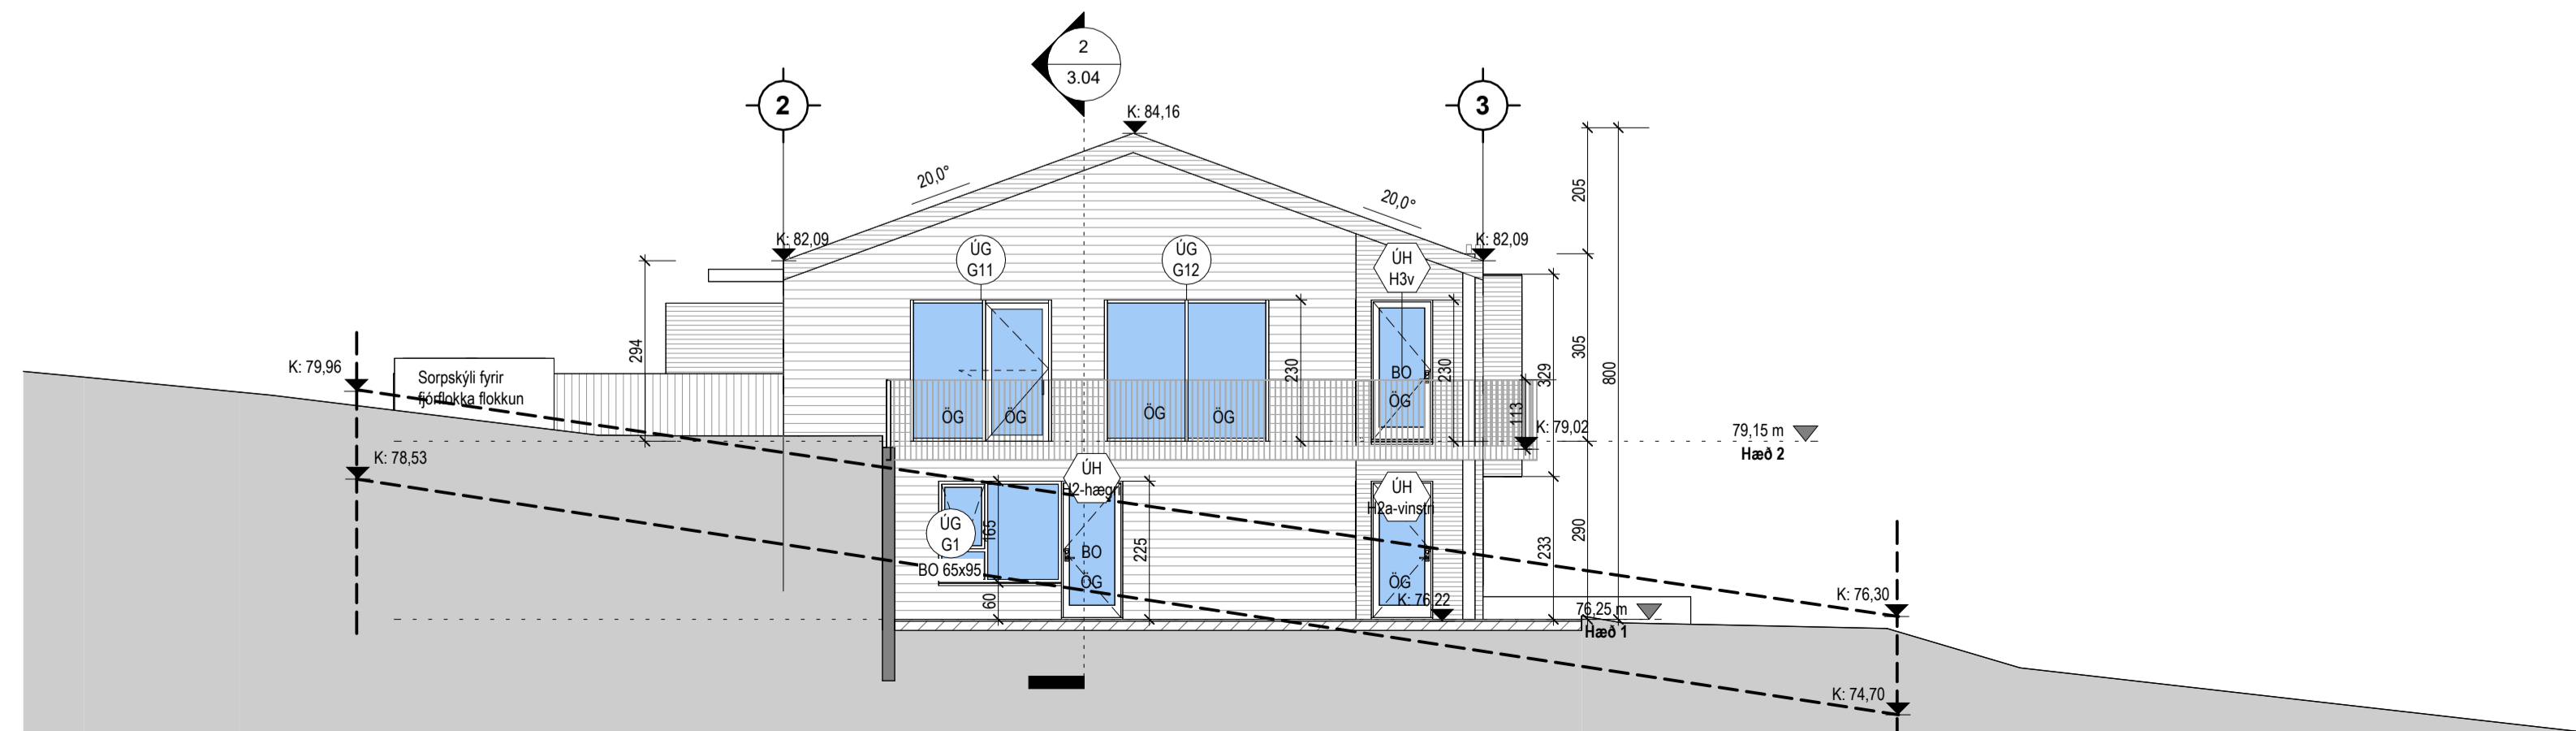 2
3.04
2
3
K: 84,16
20,0°
20,0°
205
K: 82,09
K: 82,09
ÚG
G11
ÚG
G12
ÚH
H3v
294
305
329
800
230
230
K: 79,96
Sorpskýli fyrir
fjórflokka flokkun
BO
ÖG
ÖG
ÖG
ÖG
ÖG
113
K: 79,02
79,15 m
Hæð 2
K: 78,53
ÚH
H2-hægri
ÚH
H2a-vinstri
ÚG
G1
165
BO 65x95
BO
ÖG
225
ÖG
233
290
60
K: 76,22
76,25 m
Hæð 1
K: 76,30
K: 74,70